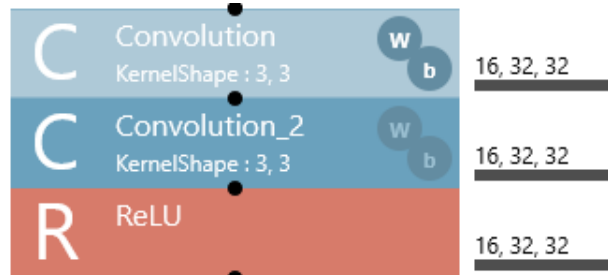 C Convolution W
KernelShape : 3, 3 b
16, 32, 32
C Convolution_2 W
KernelShape : 3, 3 b
16, 32, 32
R ReLU
16, 32, 32